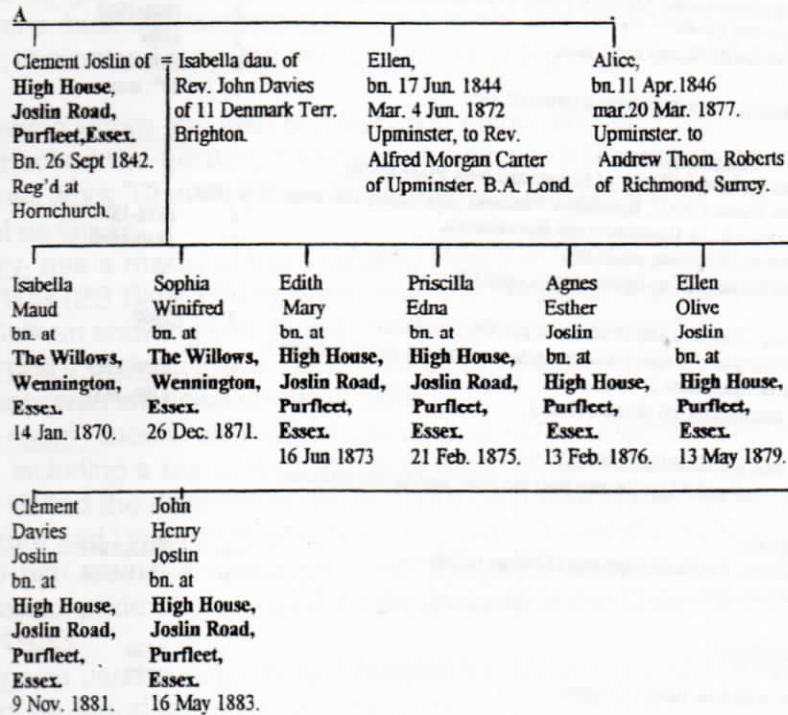 A
Clement Joslin of
High House,
Joslin Road,
Purfleet,Essex.
Bn. 26 Sept 1842.
Reg'd at
Hornchurch.
= Isabella dau. of
Rev. John Davies
of 11 Denmark Terr.
Brighton.
Ellen,
bn. 17 Jun. 1844
Mar. 4 Jun. 1872
Upminster. to Rev.
Alfred Morgan Carter
of Upminster. B.A. Lond.
Alice,
bn. 11 Apr. 1846
mar.20 Mar. 1877.
Upminster. to
Andrew Thom. Roberts
of Richmond, Surrey.
Isabella
Maud
bn. at
The Willows,
Wennington,
Essex.
14 Jan. 1870.
Sophia
Winifred
bn. at
The Willows,
Wennington,
Essex.
26 Dec. 1871.
Edith
Mary
bn. at
High House,
Joslin Road,
Purfleet,
Essex.
16 Jun 1873
Priscilla
Edna
bn. at
High House,
Joslin Road,
Purfleet,
Essex.
21 Feb. 1875.
Agnes
Esther
Joslin
bn. at
High House,
Purfleet,
Essex.
13 Feb. 1876.
Ellen
Olive
Joslin
bn. at
High House,
Purfleet,
Essex.
13 May 1879.
Clement
Davies
Joslin
bn. at
High House,
Joslin Road,
Purfleet,
Essex.
9 Nov. 1881.
John
Henry
Joslin
bn. at
High House,
Joslin Road,
Purfleet,
Essex.
16 May 1883.